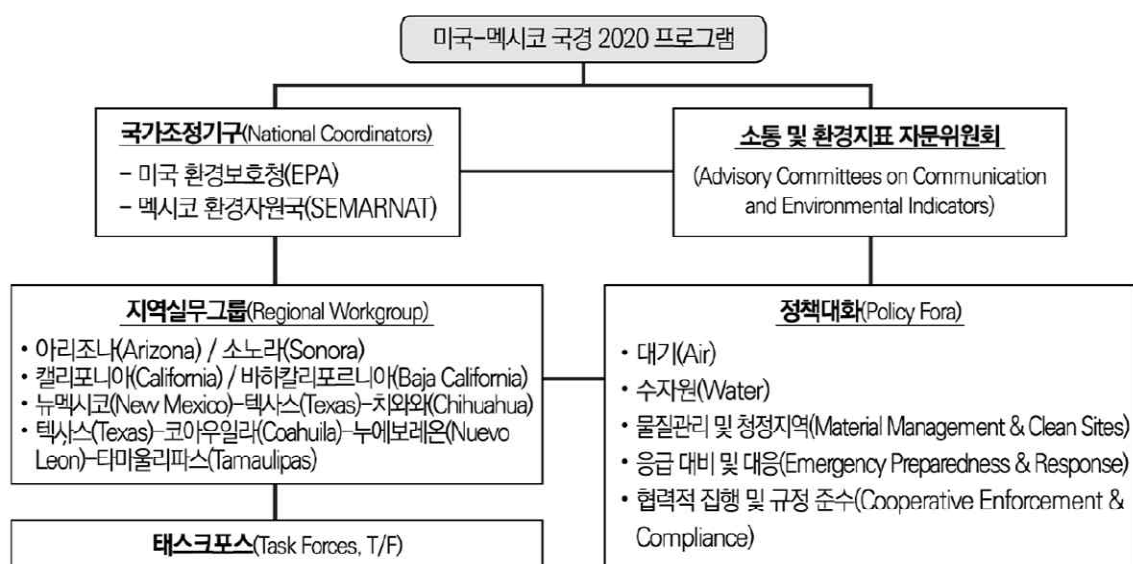 미국-멕시코 국경 2020 프로그램
국가조정기구(National Coordinators)
- 미국 환경보호청(EPA)
- 멕시코 환경자원국(SEMARNAT)
소통 및 환경지표 자문위원회
(Advisory Committees on Communication
and Environmental Indicators)
지역실무그룹(Regional Workgroup)
• 아리조나(Arizona) / 소노라(Sonora)
• 캘리포니아(California) / 바하칼리포르니아(Baja California)
• 뉴멕시코(New Mexico)-텍사스(Texas)-치와와(Chihuahua)
• 텍사스(Texas)-코아우일라(Coahuila)-누에보레온(Nuevo
Leon)-타마울리파스(Tamaulipas)
태스크포스(Task Forces, T/F)
정책대화(Policy Fora)
• 대기(Air)
• 수자원(Water)
• 물질관리 및 청정지역(Material Management & Clean Sites)
• 응급 대비 및 대응(Emergency Preparedness & Response)
• 협력적 집행 및 규정 준수(Cooperative Enforcement &
Compliance)